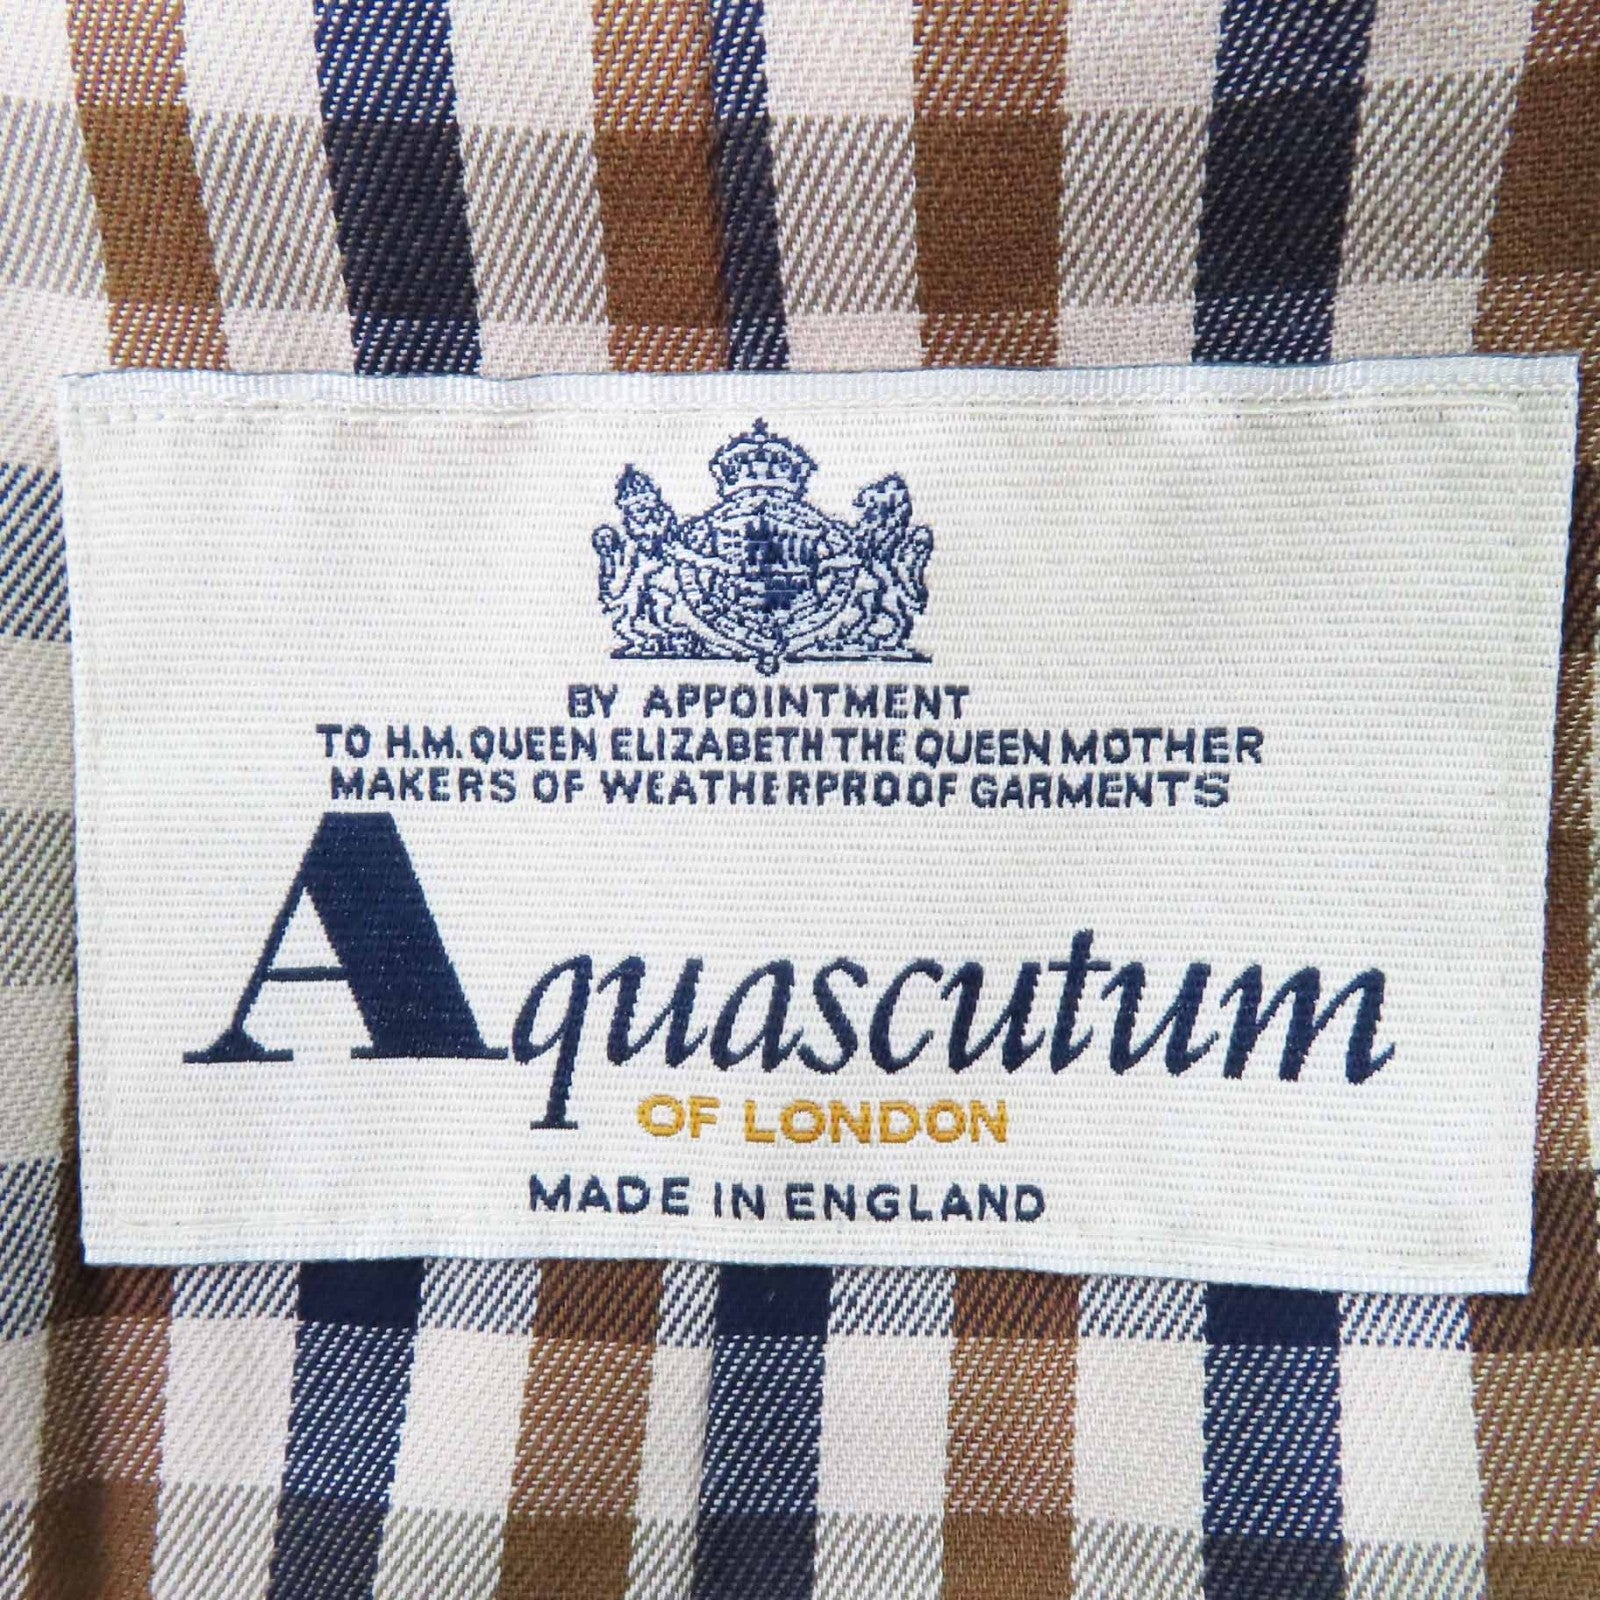 BY APPOINTMENT
TO H.M. QUEEN ELIZABETH THE QUEEN MOTHER
MAKERS OF WEATHERPROOF GARMENTS
Aquascutum
OF LONDON
MADE IN ENGLAND